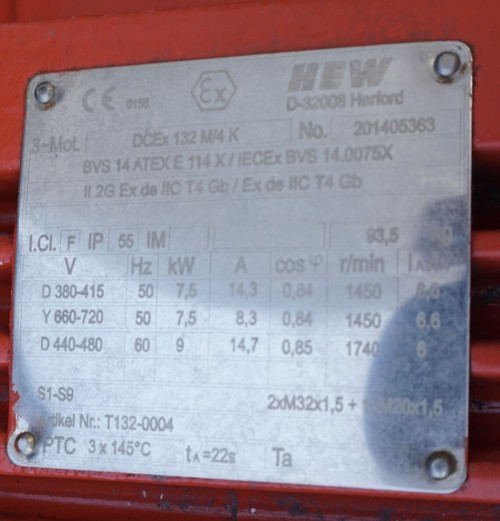 CE 0158 Ex HEW
D-32008 Herford
3~Mot. DCEx 132 M/4 K No. 201405363
BVS 14 ATEX E 114 X / IECEx BVS 14.0075X
II 2G Ex de IIC T4 Gb / Ex de IIC T4 Gb
I.Cl. F IP 55 IM 93,5
V Hz kW A cos φ r/min
D 380-415 50 7,5 14,3 0,84 1450 6,6
Y 660-720 50 7,5 8,3 0,84 1450 6,6
D 440-480 60 9 14,7 0,85 1740 6
S1-S9 2xM32x1,5 + 1xM20x1,5
Artikel Nr.: T132-0004
PTC 3 x 145°C tA=22s Ta